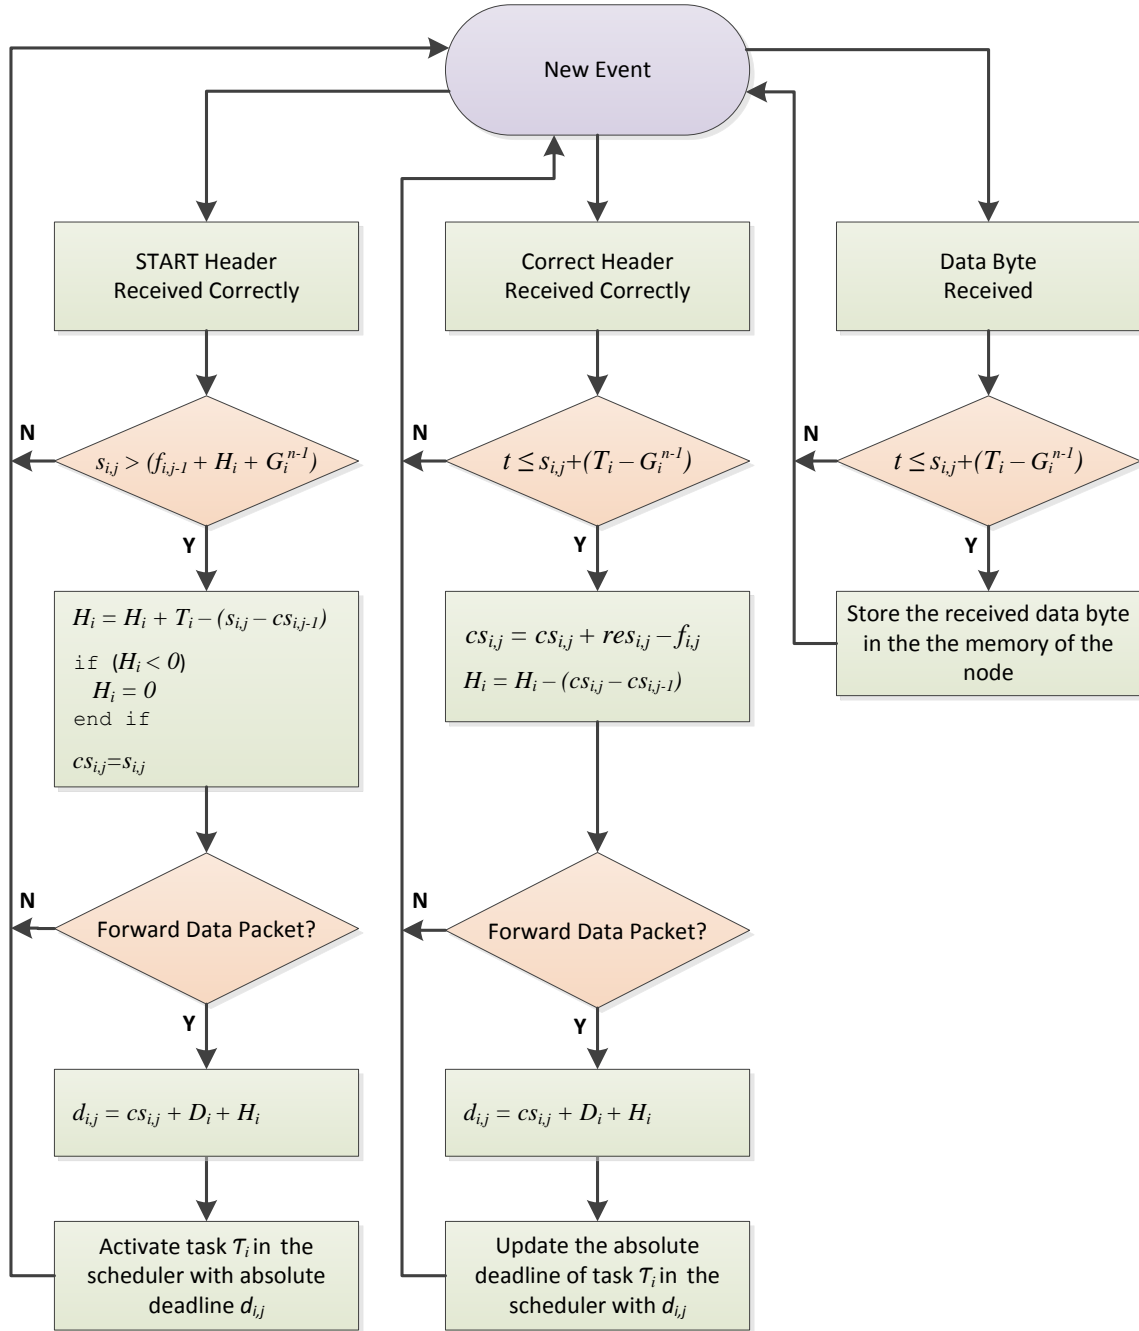 New Event
START Header
Received Correctly
N
s_{i,j} > (f_{i,j-1} + H_i + G_i^{n-1})
Y
H_i = H_i + T_i – (s_{i,j} – cs_{i,j-1})
if (H_i < 0)
H_i = 0
end if
cs_{i,j}=s_{i,j}
N
Forward Data Packet?
Y
d_{i,j} = cs_{i,j} + D_i + H_i
Activate task τ_i in the
scheduler with absolute
deadline d_{i,j}
Correct Header
Received Correctly
N
t ≤ s_{i,j}+(T_i – G_i^{n-1})
Y
cs_{i,j} = cs_{i,j} + res_{i,j} – f_{i,j}
H_i = H_i – (cs_{i,j} – cs_{i,j-1})
N
Forward Data Packet?
Y
d_{i,j} = cs_{i,j} + D_i + H_i
Update the absolute
deadline of task τ_i in the
scheduler with d_{i,j}
Data Byte
Received
N
t ≤ s_{i,j}+(T_i – G_i^{n-1})
Y
Store the received data byte
in the the memory of the
node